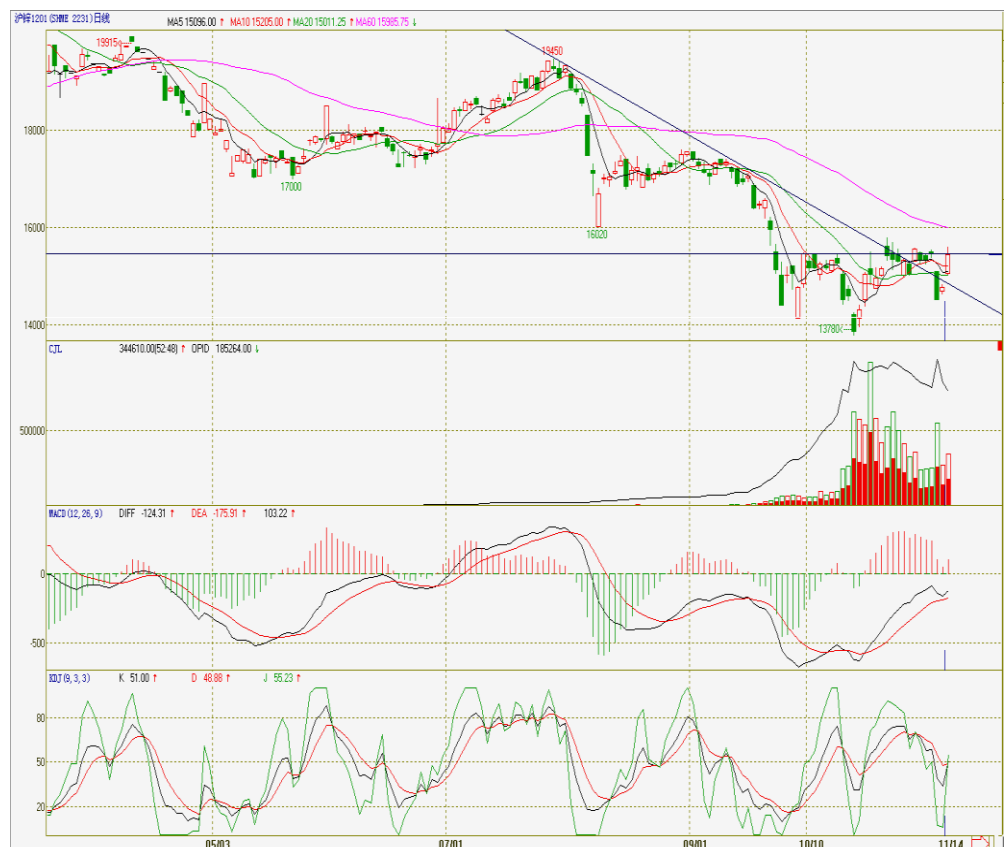 沪锌1201(SHME 2231)日线 MA5 15096.00 ↑ MA10 15205.00 ↑ MA20 15011.25 ↑ MA60 15985.75 ↓
19915
19450
18000
17000
16000
16020
14000
13780
CJL 344610.00(52:48) ↑ OPID 185264.00 ↓
500000
MACD(12,26,9) DIFF -124.31 ↑ DEA -175.91 ↑ 103.22 ↑
0
-500
KDJ(9,3,3) K 51.00 ↑ D 48.88 ↑ J 55.23 ↑
80
50
20
05/03 07/01 09/01 10/10 11/14